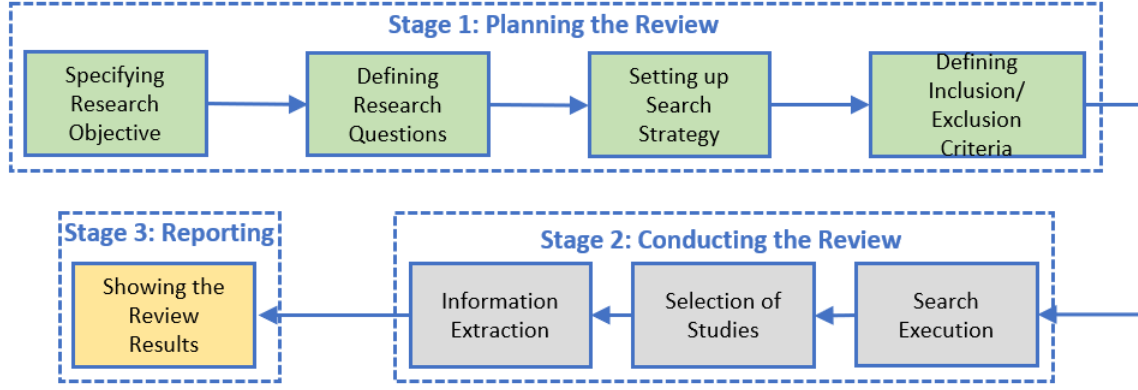 Stage 1: Planning the Review
Specifying
Research
Objective
Defining
Research
Questions
Setting up
Search
Strategy
Defining
Inclusion/
Exclusion
Criteria
Stage 3: Reporting
Showing the
Review
Results
Stage 2: Conducting the Review
Information
Extraction
Selection of
Studies
Search
Execution